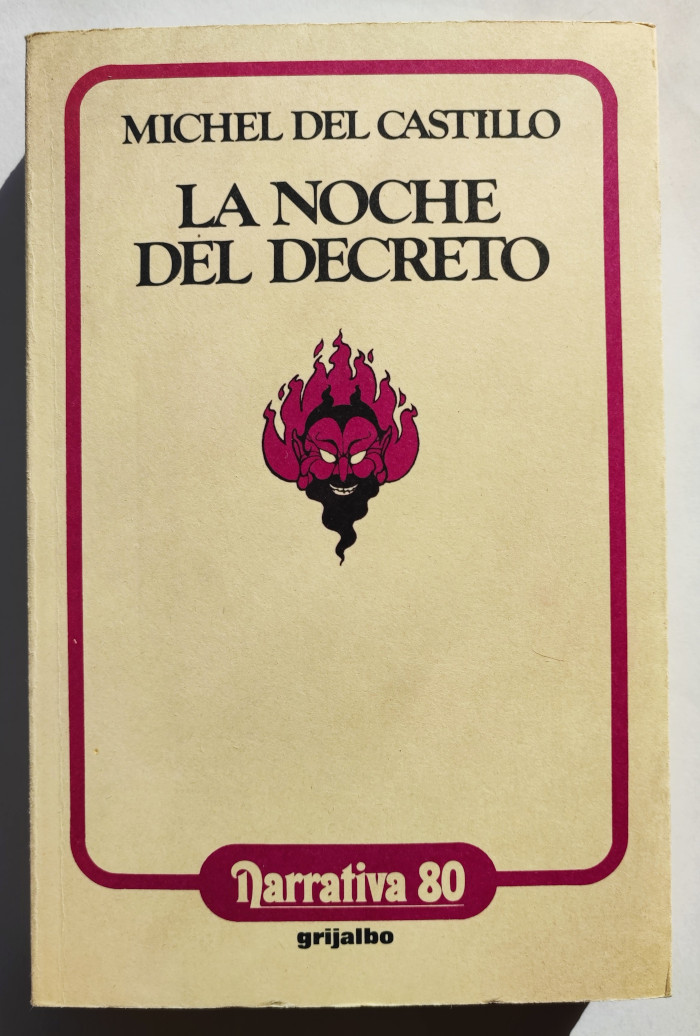 MICHEL DEL CASTILLO
LA NOCHE
DEL DECRETO
Narrativa 80
grijalbo